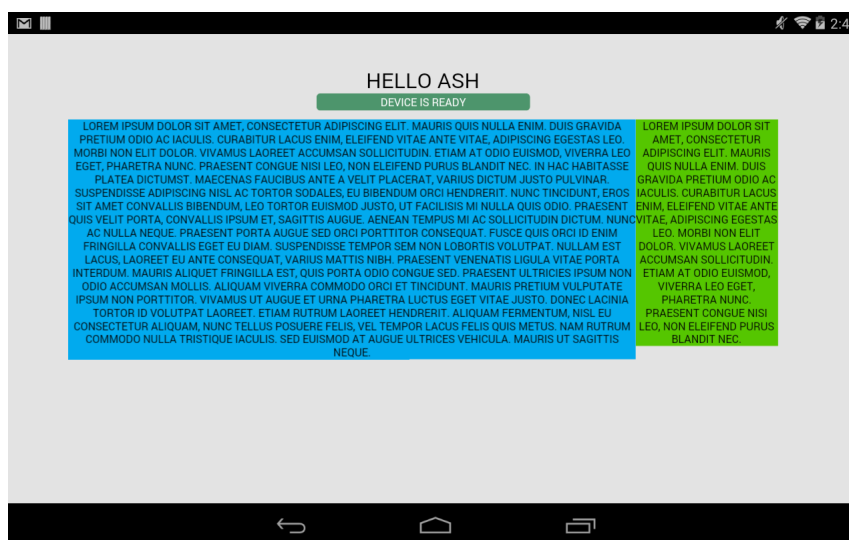 2:4
HELLO ASH
DEVICE IS READY
LOREM IPSUM DOLOR SIT AMET, CONSECTETUR ADIPISCING ELIT. MAURIS QUIS NULLA ENIM. DUIS GRAVIDA
PRETIUM ODIO AC IACULIS. CURABITUR LACUS ENIM, ELEIFEND VITAE ANTE VITAE, ADIPISCING EGESTAS LEO.
MORBI NON ELIT DOLOR. VIVAMUS LAOREET ACCUMSAN SOLLICITUDIN. ETIAM AT ODIO EUISMOD, VIVERRA LEO
EGET, PHARETRA NUNC. PRAESENT CONGUE NISI LEO, NON ELEIFEND PURUS BLANDIT NEC. IN HAC HABITASSE
PLATEA DICTUMST. MAECENAS FAUCIBUS ANTE A VELIT PLACERAT, VARIUS DICTUM JUSTO PULVINAR.
SUSPENDISSE ADIPISCING NISL AC TORTOR SODALES, EU BIBENDUM ORCI HENDRERIT. NUNC TINCIDUNT, EROS
SIT AMET CONVALLIS BIBENDUM, LEO TORTOR EUISMOD JUSTO, UT FACILISIS MI NULLA QUIS ODIO. PRAESENT
QUIS VELIT PORTA, CONVALLIS IPSUM ET, SAGITTIS AUGUE. AENEAN TEMPUS MI AC SOLLICITUDIN DICTUM. NUNC
AC NULLA NEQUE. PRAESENT PORTA AUGUE SED ORCI PORTTITOR CONSEQUAT. FUSCE QUIS ORCI ID ENIM
FRINGILLA CONVALLIS EGET EU DIAM. SUSPENDISSE TEMPOR SEM NON LOBORTIS VOLUTPAT. NULLAM EST
LACUS, LAOREET EU ANTE CONSEQUAT, VARIUS MATTIS NIBH. PRAESENT VENENATIS LIGULA VITAE PORTA
INTERDUM. MAURIS ALIQUET FRINGILLA EST, QUIS PORTA ODIO CONGUE SED. PRAESENT ULTRICIES IPSUM NON
ODIO ACCUMSAN MOLLIS. ALIQUAM VIVERRA COMMODO ORCI ET TINCIDUNT. MAURIS PRETIUM VULPUTATE
IPSUM NON PORTTITOR. VIVAMUS UT AUGUE ET URNA PHARETRA LUCTUS EGET VITAE JUSTO. DONEC LACINIA
TORTOR ID VOLUTPAT LAOREET. ETIAM RUTRUM LAOREET HENDRERIT. ALIQUAM FERMENTUM, NISL EU
CONSECTETUR ALIQUAM, NUNC TELLUS POSUERE FELIS, VEL TEMPOR LACUS FELIS QUIS METUS. NAM RUTRUM
COMMODO NULLA TRISTIQUE IACULIS. SED EUISMOD AT AUGUE ULTRICES VEHICULA. MAURIS UT SAGITTIS
NEQUE.
LOREM IPSUM DOLOR SIT
AMET, CONSECTETUR
ADIPISCING ELIT. MAURIS
QUIS NULLA ENIM. DUIS
GRAVIDA PRETIUM ODIO AC
IACULIS. CURABITUR LACUS
ENIM, ELEIFEND VITAE ANTE
VITAE, ADIPISCING EGESTAS
LEO. MORBI NON ELIT
DOLOR. VIVAMUS LAOREET
ACCUMSAN SOLLICITUDIN.
ETIAM AT ODIO EUISMOD,
VIVERRA LEO EGET,
PHARETRA NUNC.
PRAESENT CONGUE NISI
LEO, NON ELEIFEND PURUS
BLANDIT NEC.